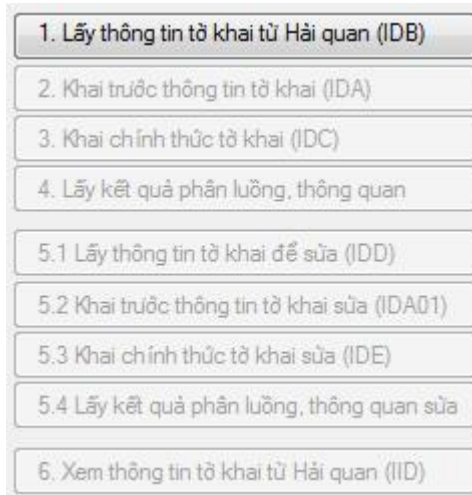 1. Lấy thông tin tờ khai từ Hải quan (IDB)
2. Khai trước thông tin tờ khai (IDA)
3. Khai chính thức tờ khai (IDC)
4. Lấy kết quả phân luồng, thông quan
5.1 Lấy thông tin tờ khai để sửa (IDD)
5.2 Khai trước thông tin tờ khai sửa (IDA01)
5.3 Khai chính thức tờ khai sửa (IDE)
5.4 Lấy kết quả phân luồng, thông quan sửa
6. Xem thông tin tờ khai từ Hải quan (IID)